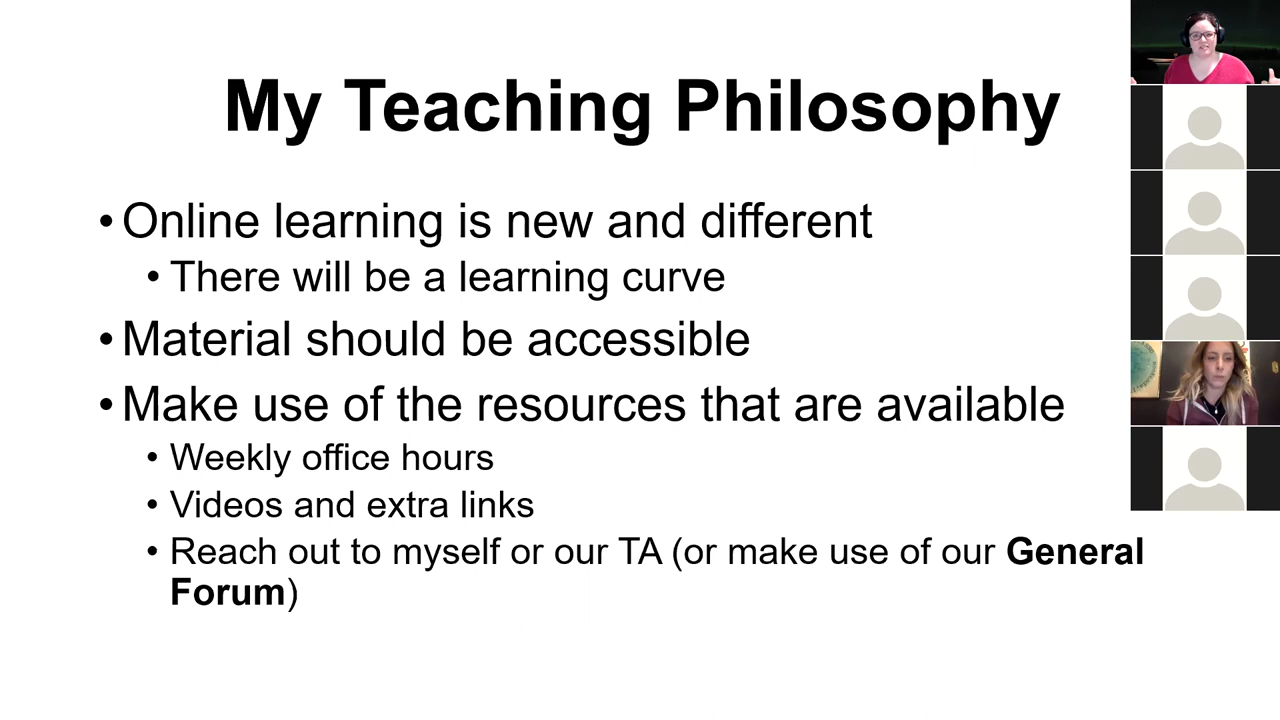 My Teaching Philosophy
• Online learning is new and different
• There will be a learning curve
• Material should be accessible
• Make use of the resources that are available
• Weekly office hours
• Videos and extra links
• Reach out to myself or our TA (or make use of our General
Forum)